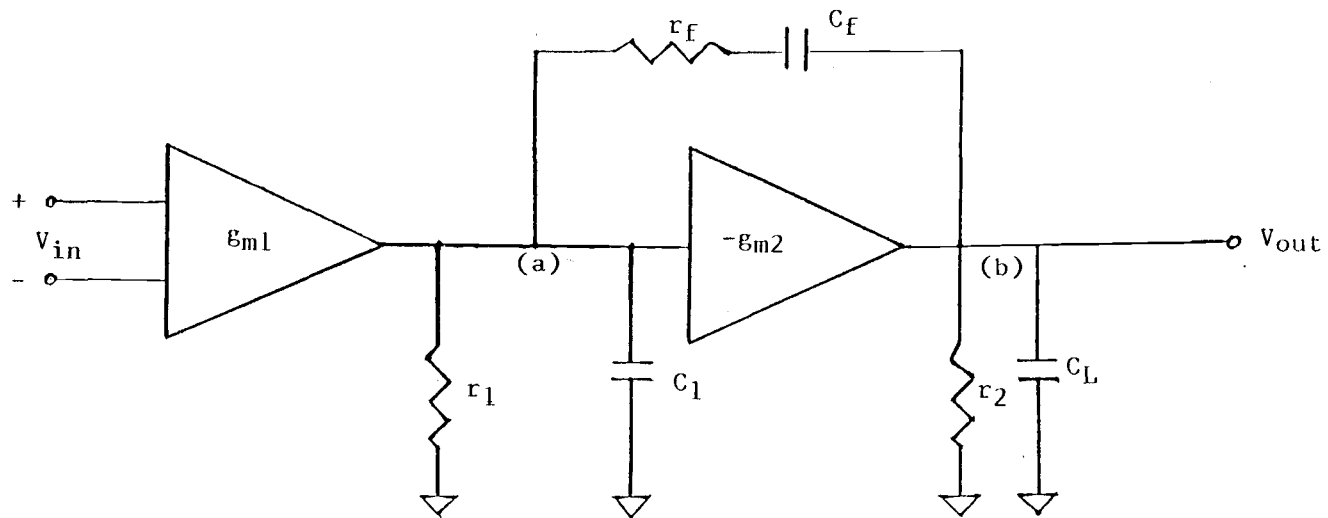 r_f
C_f
+
V_in
-
g_m1
(a)
-g_m2
(b)
V_out
r_1
C_1
r_2
C_L